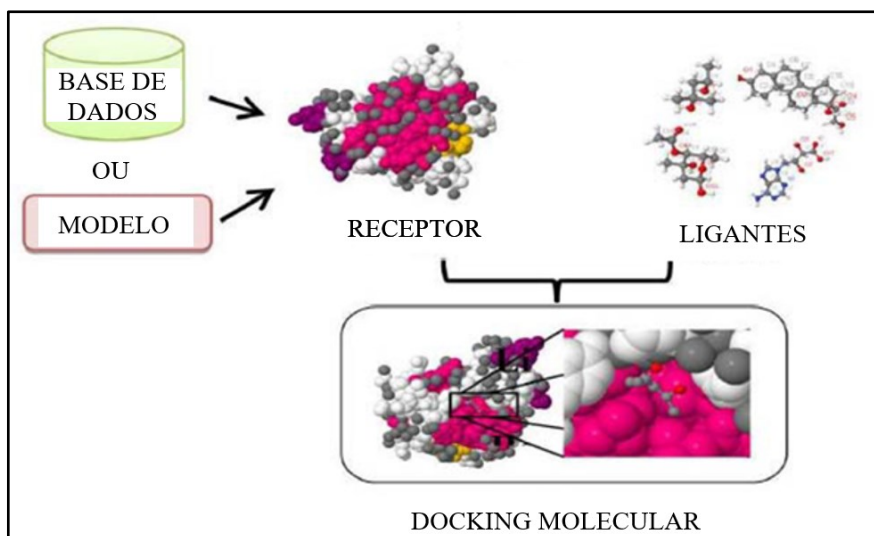 BASE DE
DADOS
OU
MODELO
RECEPTOR
LIGANTES
DOCKING MOLECULAR